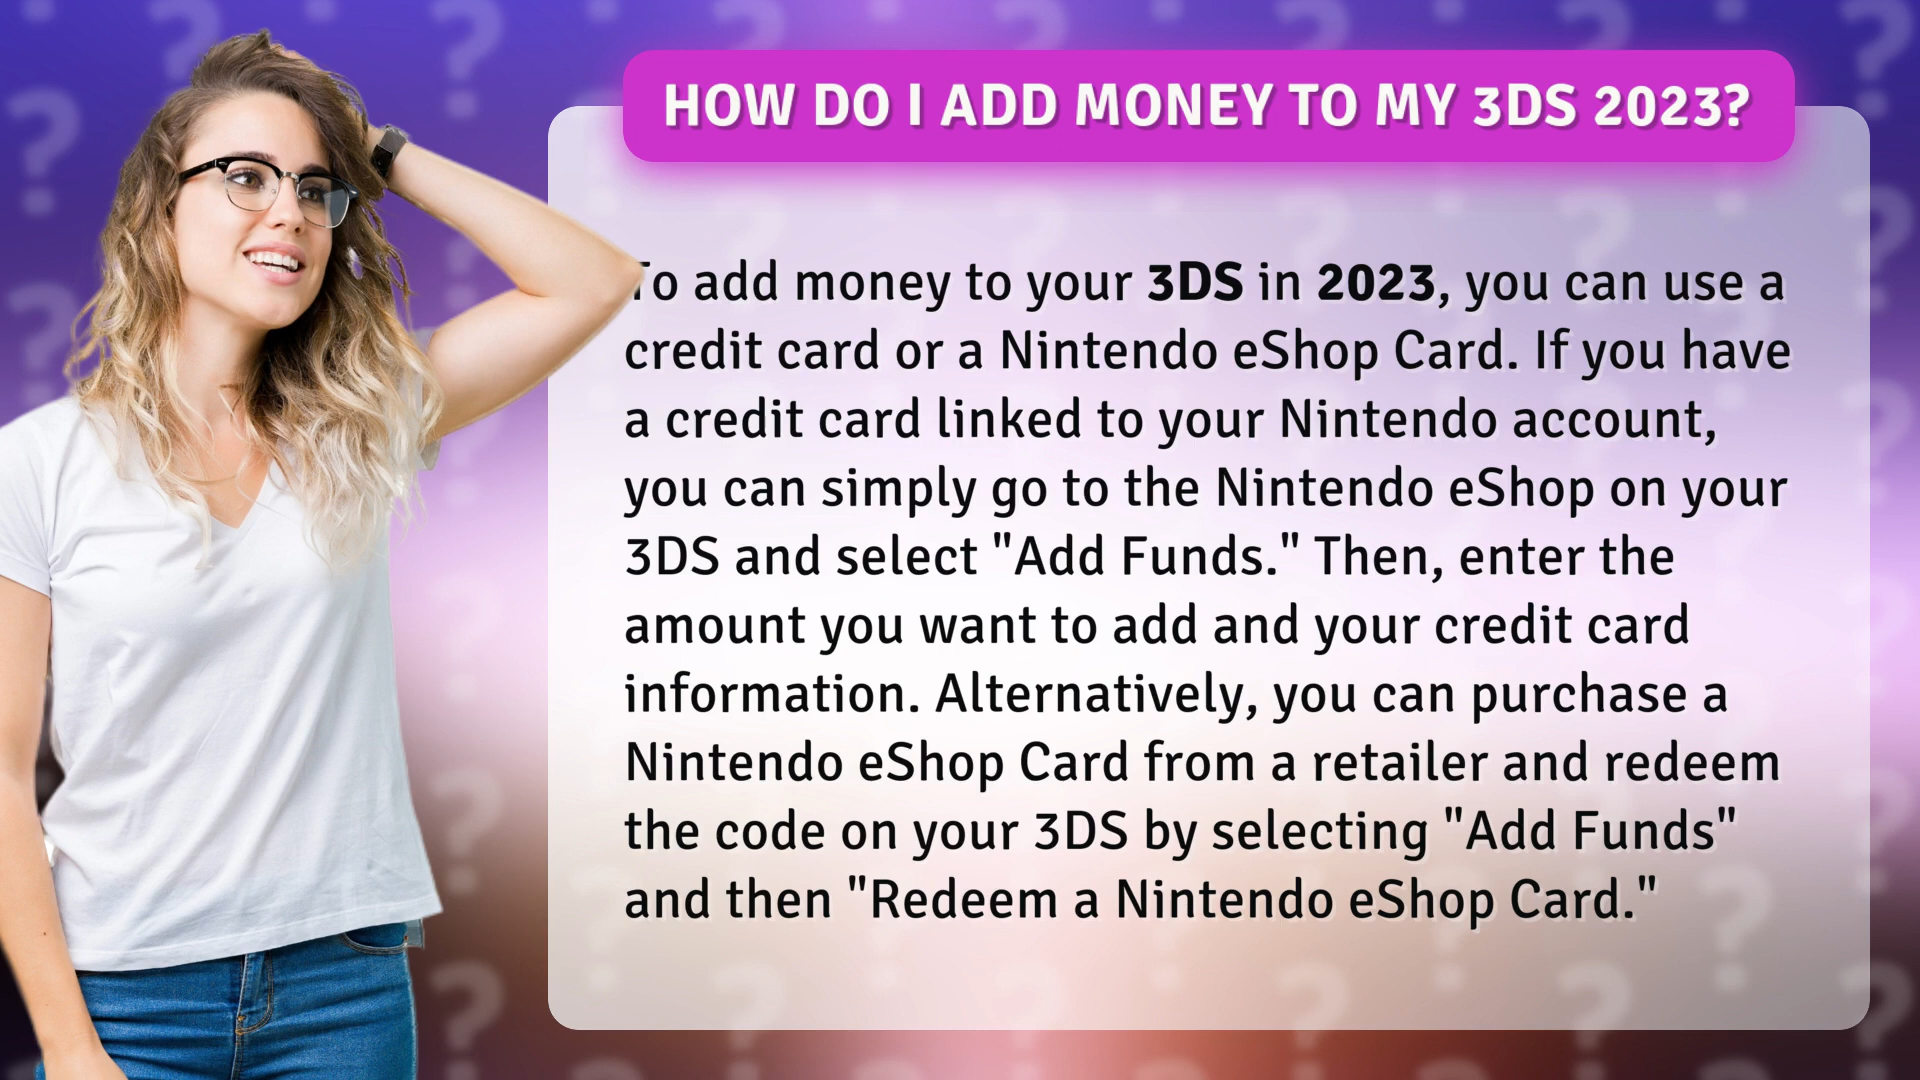 HOW DO I ADD MONEY TO MY 3DS 2023?
To add money to your 3DS in 2023, you can use a
credit card or a Nintendo eShop Card. If you have
a credit card linked to your Nintendo account,
you can simply go to the Nintendo eShop on your
3DS and select "Add Funds." Then, enter the
amount you want to add and your credit card
information. Alternatively, you can purchase a
Nintendo eShop Card from a retailer and redeem
the code on your 3DS by selecting "Add Funds"
and then "Redeem a Nintendo eShop Card."